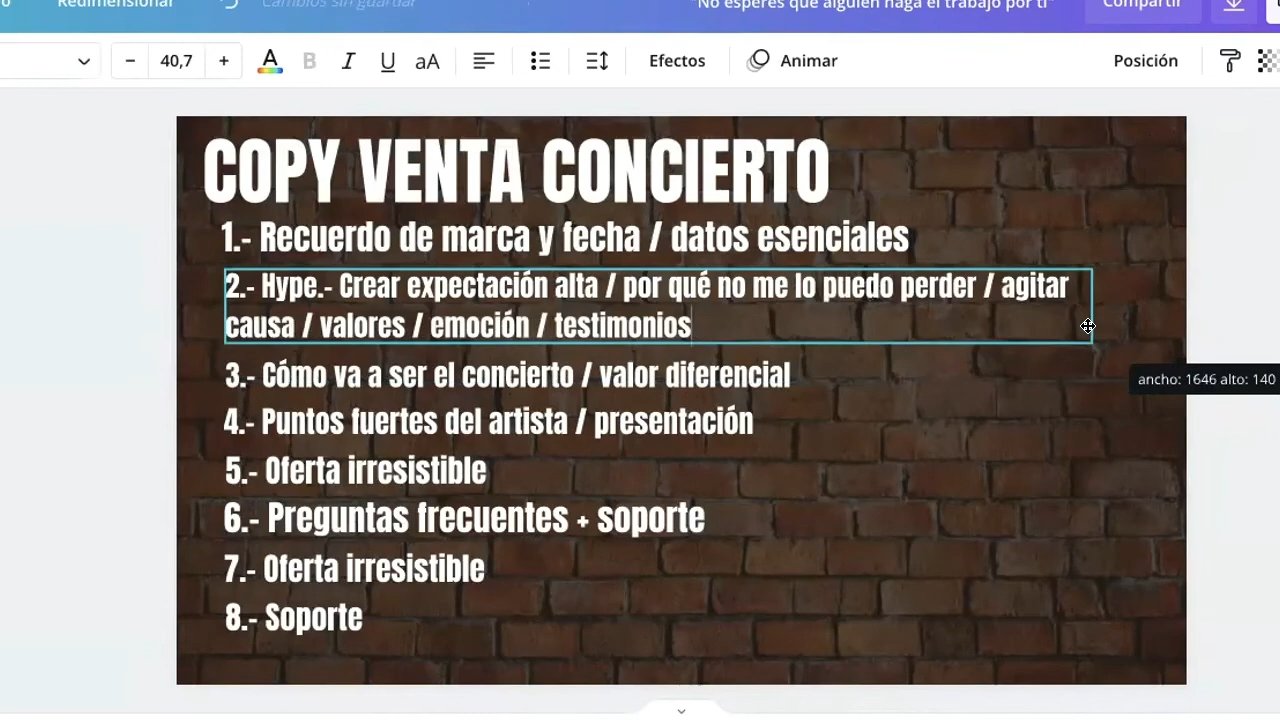 Redimensionar
Cambios sin guardar
"No esperes que alguien haga el trabajo por ti"
Compartir
40,7
A
B
I
U
aA
Efectos
Animar
Posición
COPY VENTA CONCIERTO
1.- Recuerdo de marca y fecha / datos esenciales
2.- Hype.- Crear expectación alta / por qué no me lo puedo perder / agitar
causa / valores / emoción / testimonios
3.- Cómo va a ser el concierto / valor diferencial
4.- Puntos fuertes del artista / presentación
5.- Oferta irresistible
6.- Preguntas frecuentes + soporte
7.- Oferta irresistible
8.- Soporte
ancho: 1646 alto: 140